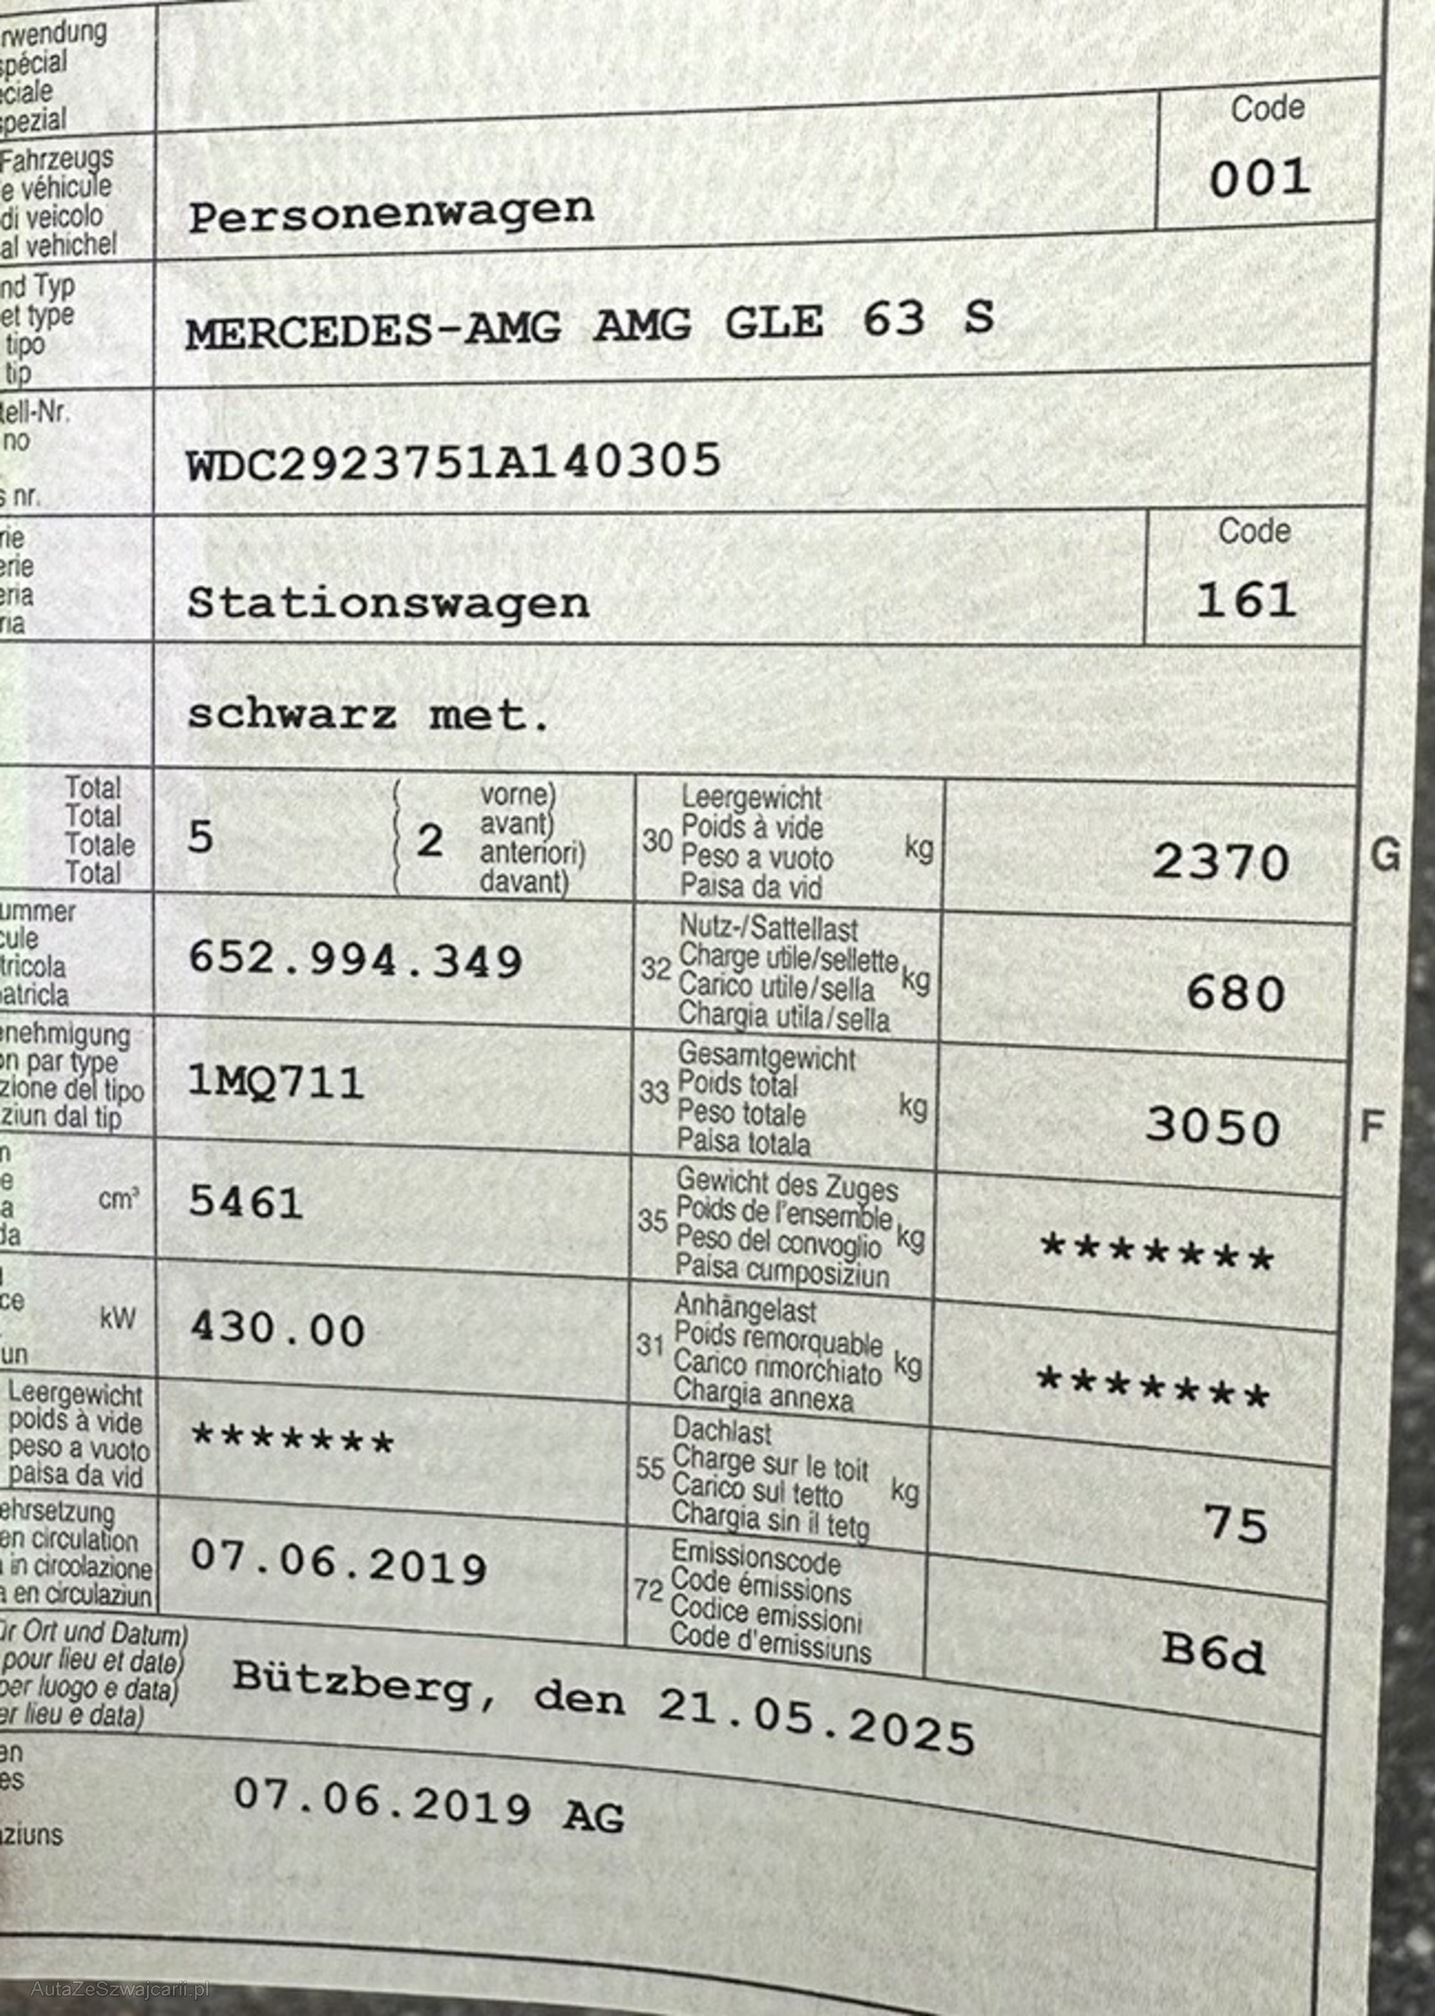 rwendung
spécial
eciale
spezial
Code
001
Fahrzeugs
e véhicule
di veicolo
al vehichel
Personenwagen
nd Typ
et type
tipo
tip
MERCEDES-AMG AMG GLE 63 S
tell-Nr.
no
s nr.
WDC2923751A140305
rie
erie
eria
ria
Stationswagen
Code
161
schwarz met.
Total
Total
Totale
Total
5
( vorne)
( 2 avant)
( anteriori)
( davant)
30
Leergewicht
Poids à vide
Peso a vuoto
Paisa da vid
kg
2370
G
ummer
cule
tricola
atricla
652.994.349
32
Nutz-/Sattellast
Charge utile/sellette
Carico utile/sella
Chargia utila/sella
kg
680
enehmigung
on par type
zione del tipo
ziun dal tip
1MQ711
33
Gesamtgewicht
Poids total
Peso totale
Paisa totala
kg
3050
F
n
e
a
da
cm³
5461
35
Gewicht des Zuges
Poids de l'ensemble
Peso del convoglio
Paisa cumposiziun
kg
*******
ce
un
kW
430.00
31
Anhängelast
Poids remorquable
Carico rimorchiato
Chargia annexa
kg
*******
Leergewicht
poids à vide
peso a vuoto
paisa da vid
*******
55
Dachlast
Charge sur le toit
Carico sul tetto
Chargia sin il tetg
kg
75
ehrsetzung
en circulation
a in circolazione
a en circulaziun
07.06.2019
72
Emissionscode
Code émissions
Codice emissioni
Code d'emissiuns
B6d
ür Ort und Datum)
pour lieu et date)
per luogo e data)
er lieu e data)
Bützberg, den 21.05.2025
en
es
aziuns
07.06.2019 AG
AutaZeSzwajcarii.pl